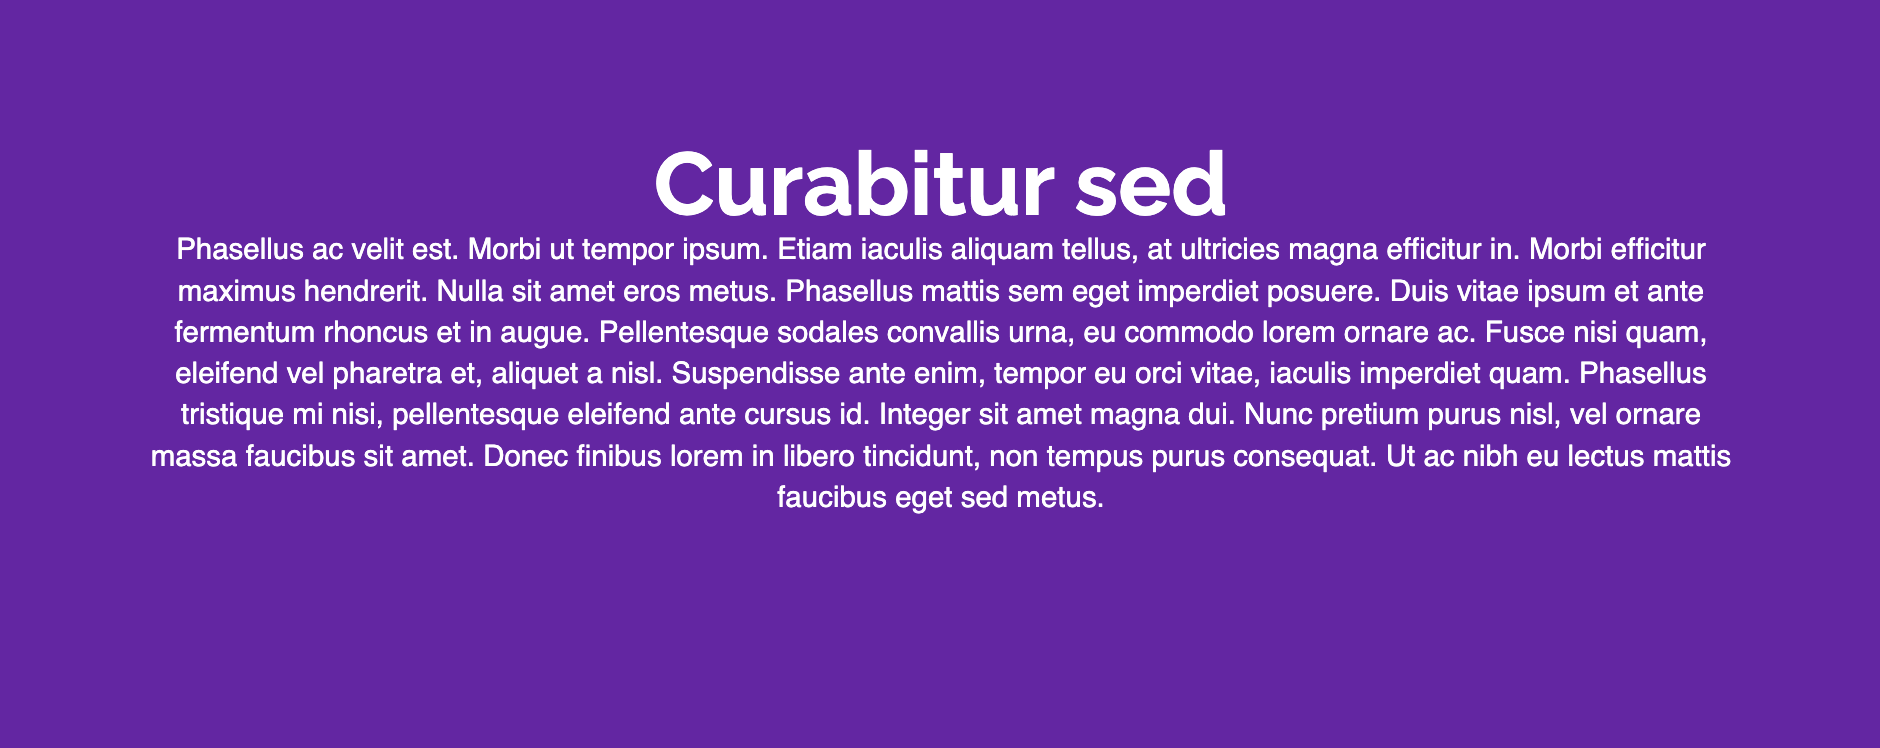 Curabitur sed
Phasellus ac velit est. Morbi ut tempor ipsum. Etiam iaculis aliquam tellus, at ultricies magna efficitur in. Morbi efficitur
maximus hendrerit. Nulla sit amet eros metus. Phasellus mattis sem eget imperdiet posuere. Duis vitae ipsum et ante
fermentum rhoncus et in augue. Pellentesque sodales convallis urna, eu commodo lorem ornare ac. Fusce nisi quam,
eleifend vel pharetra et, aliquet a nisl. Suspendisse ante enim, tempor eu orci vitae, iaculis imperdiet quam. Phasellus
tristique mi nisi, pellentesque eleifend ante cursus id. Integer sit amet magna dui. Nunc pretium purus nisl, vel ornare
massa faucibus sit amet. Donec finibus lorem in libero tincidunt, non tempus purus consequat. Ut ac nibh eu lectus mattis
faucibus eget sed metus.